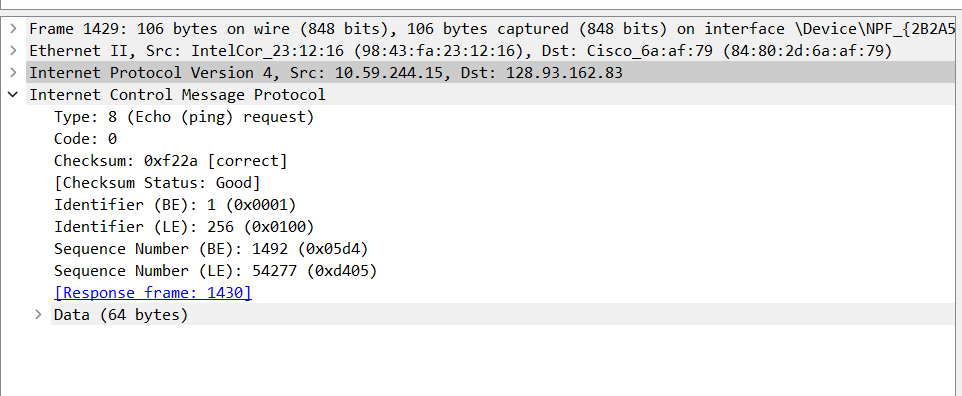 Frame 1429: 106 bytes on wire (848 bits), 106 bytes captured (848 bits) on interface \Device\NPF_{2B2A5
Ethernet II, Src: IntelCor_23:12:16 (98:43:fa:23:12:16), Dst: Cisco_6a:af:79 (84:80:2d:6a:af:79)
Internet Protocol Version 4, Src: 10.59.244.15, Dst: 128.93.162.83
Internet Control Message Protocol
Type: 8 (Echo (ping) request)
Code: 0
Checksum: 0xf22a [correct]
[Checksum Status: Good]
Identifier (BE): 1 (0x0001)
Identifier (LE): 256 (0x0100)
Sequence Number (BE): 1492 (0x05d4)
Sequence Number (LE): 54277 (0xd405)
[Response frame: 1430]
Data (64 bytes)